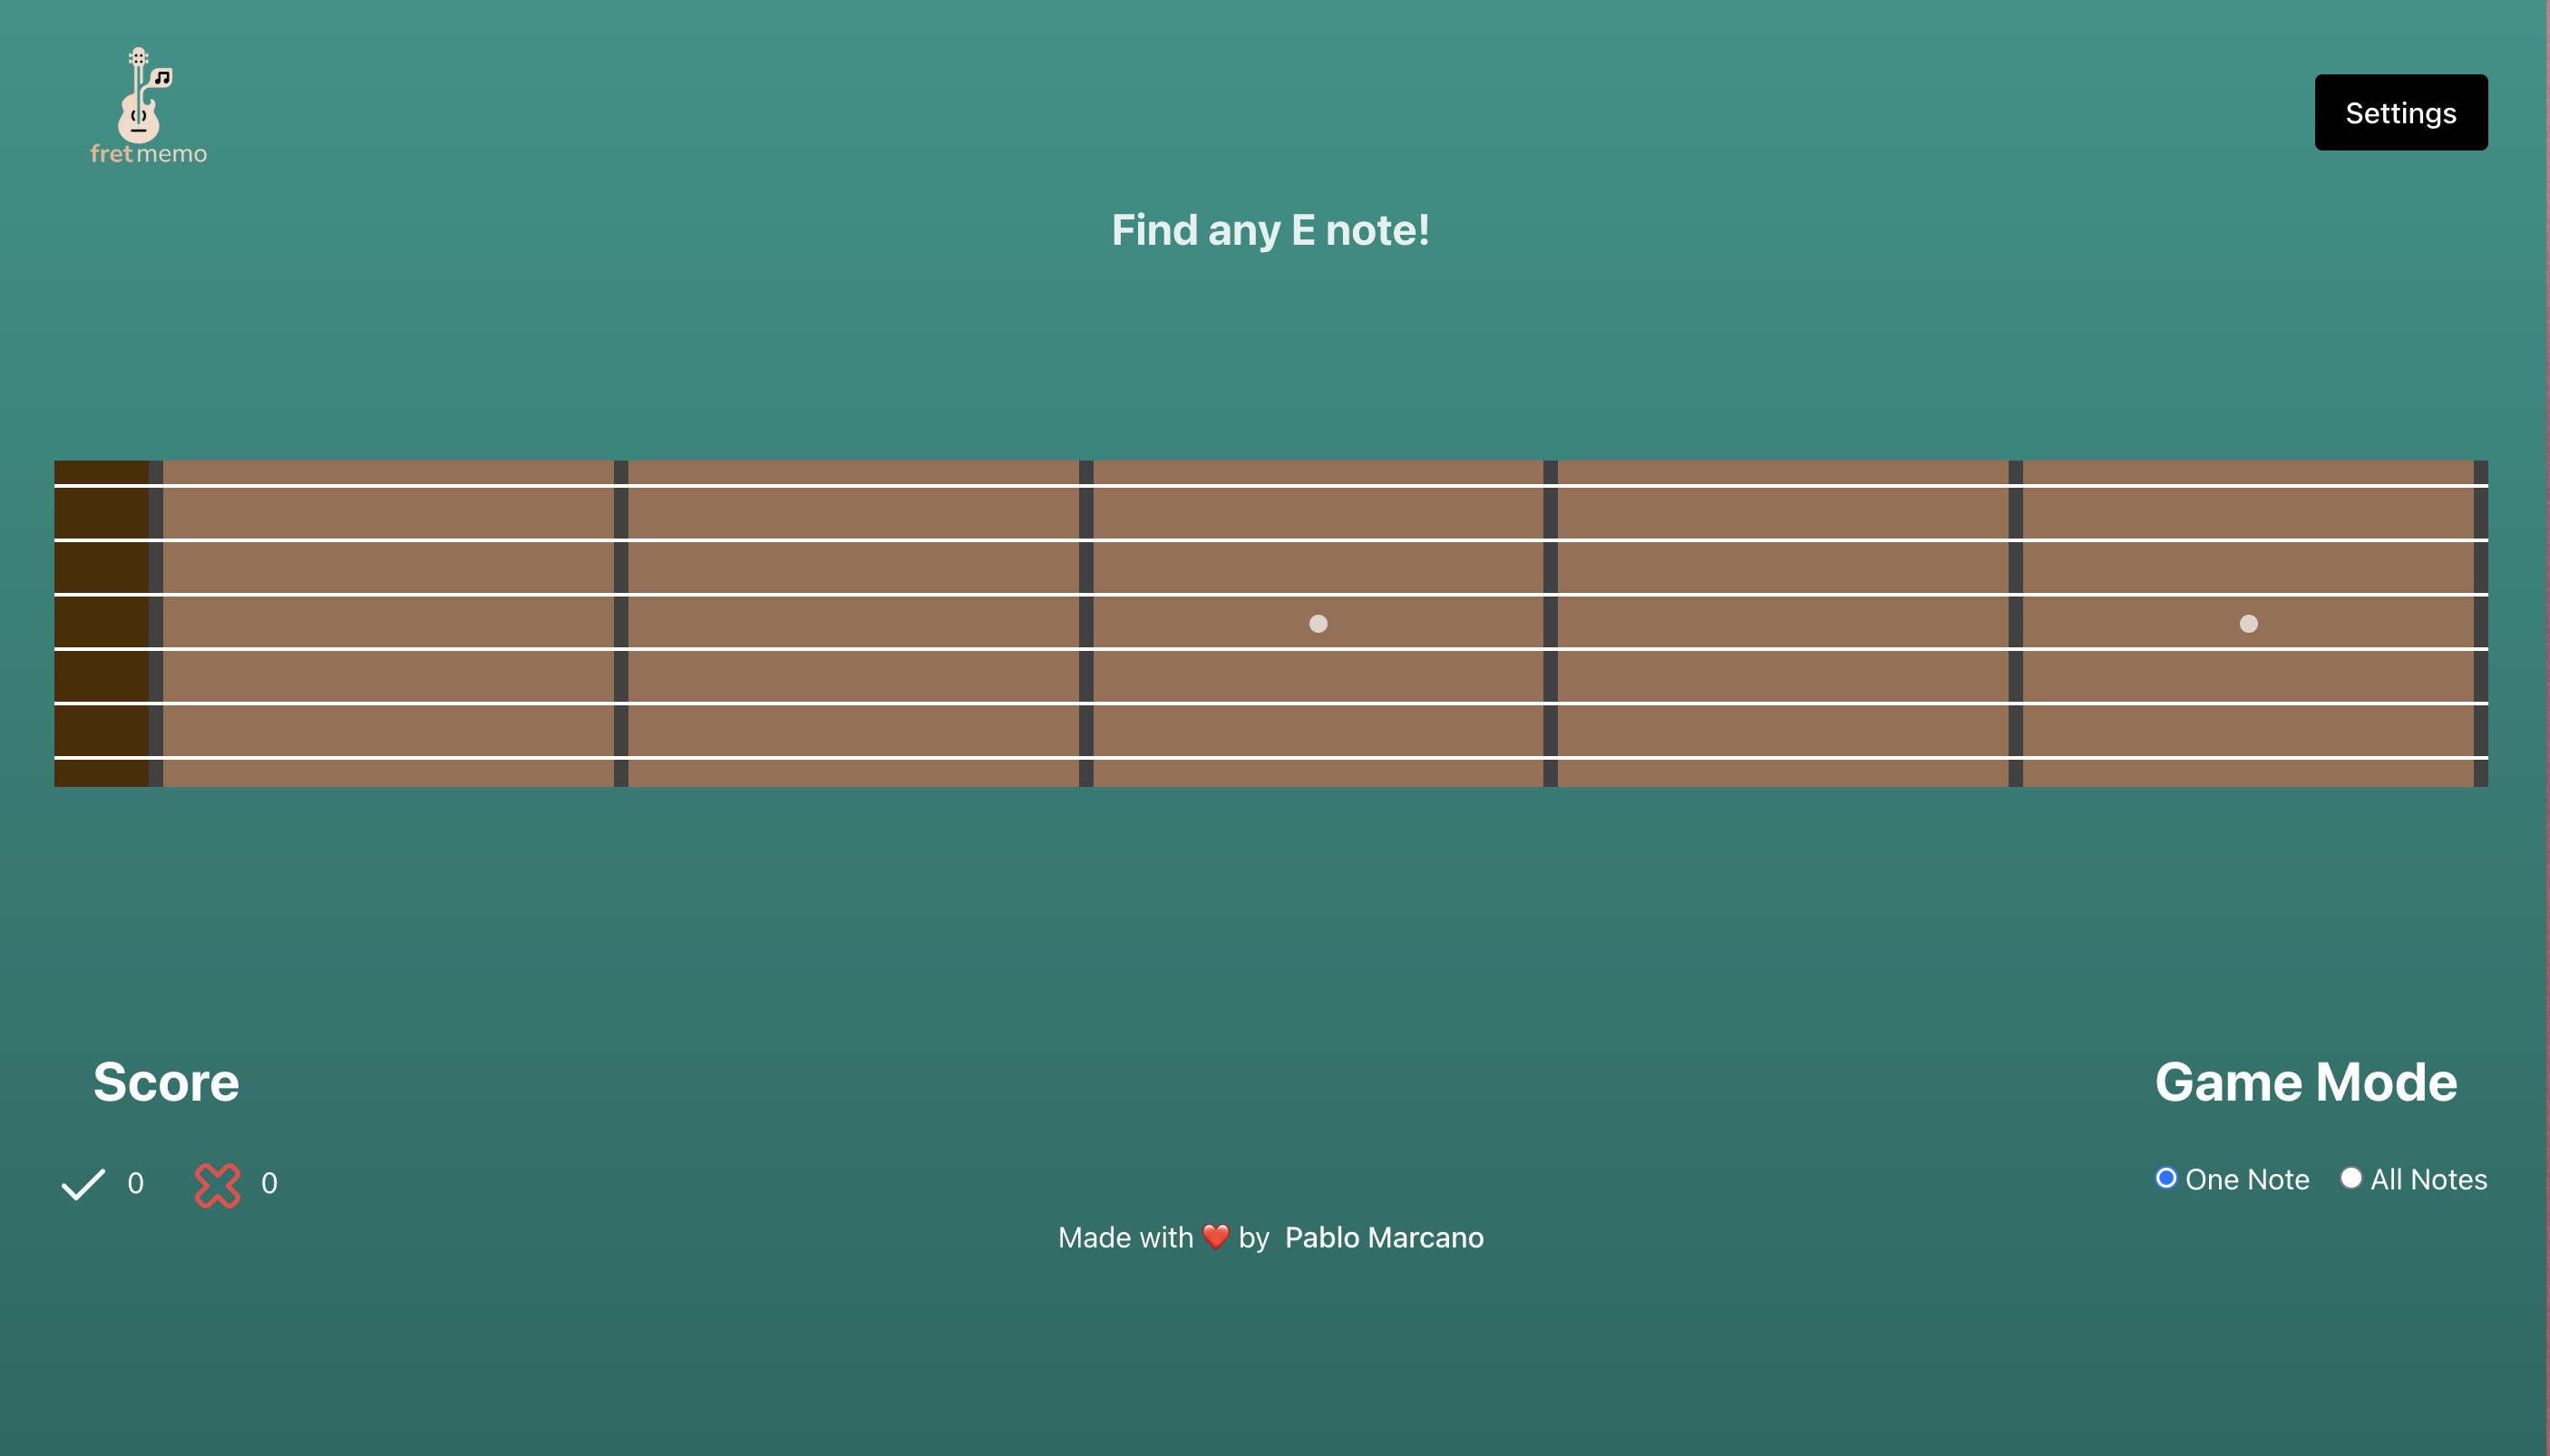 fretmemo
Settings
Find any E note!
Score
Game Mode
0 0
One Note All Notes
Made with ❤️ by Pablo Marcano